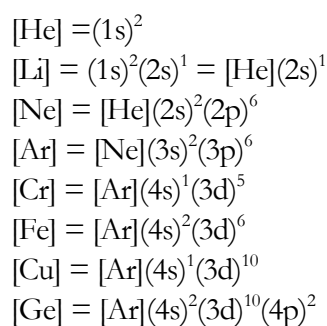 [He] =(1s)²
[Li] = (1s)²(2s)¹ = [He](2s)¹
[Ne] = [He](2s)²(2p)⁶
[Ar] = [Ne](3s)²(3p)⁶
[Cr] = [Ar](4s)¹(3d)⁵
[Fe] = [Ar](4s)²(3d)⁶
[Cu] = [Ar](4s)¹(3d)¹⁰
[Ge] = [Ar](4s)²(3d)¹⁰(4p)²